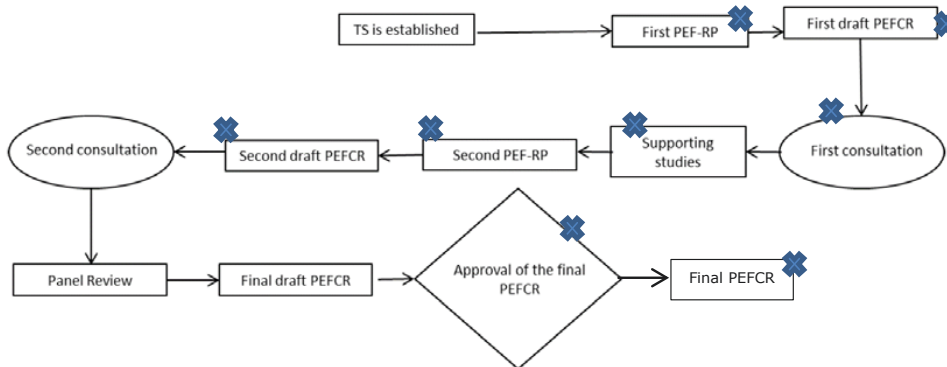 TS is established
First PEF-RP
First draft PEFCR
Second consultation
Second draft PEFCR
Second PEF-RP
Supporting
studies
First consultation
Panel Review
Final draft PEFCR
Approval of the final
PEFCR
Final PEFCR